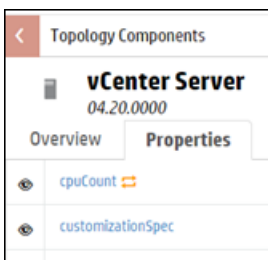 Topology Components
vCenter Server
04.20.0000
Overview Properties
cpuCount
customizationSpec